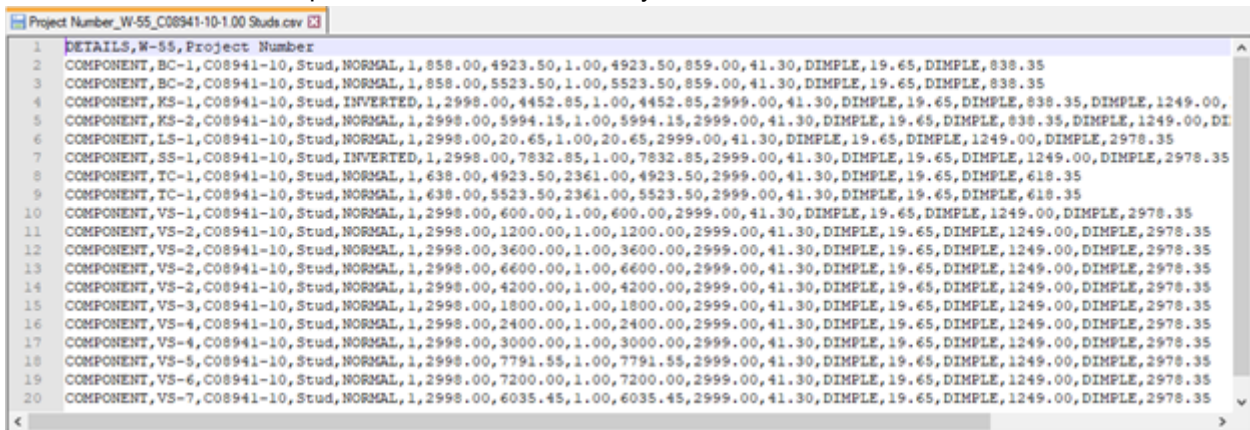 Project Number_W-55_C08941-10-1.00 Studs.csv
1 DETAILS,W-55,Project Number
2 COMPONENT,BC-1,C08941-10,Stud,NORMAL,1,858.00,4923.50,1.00,4923.50,859.00,41.30,DIMPLE,19.65,DIMPLE,838.35
3 COMPONENT,BC-2,C08941-10,Stud,NORMAL,1,858.00,5523.50,1.00,5523.50,859.00,41.30,DIMPLE,19.65,DIMPLE,838.35
4 COMPONENT,KS-1,C08941-10,Stud,INVERTED,1,2998.00,4452.85,1.00,4452.85,2999.00,41.30,DIMPLE,19.65,DIMPLE,838.35,DIMPLE,1249.00,
5 COMPONENT,KS-2,C08941-10,Stud,NORMAL,1,2998.00,5994.15,1.00,5994.15,2999.00,41.30,DIMPLE,19.65,DIMPLE,838.35,DIMPLE,1249.00,DI
6 COMPONENT,LS-1,C08941-10,Stud,NORMAL,1,2998.00,20.65,1.00,20.65,2999.00,41.30,DIMPLE,19.65,DIMPLE,1249.00,DIMPLE,2978.35
7 COMPONENT,SS-1,C08941-10,Stud,INVERTED,1,2998.00,7832.85,1.00,7832.85,2999.00,41.30,DIMPLE,19.65,DIMPLE,1249.00,DIMPLE,2978.35
8 COMPONENT,TC-1,C08941-10,Stud,NORMAL,1,638.00,4923.50,2361.00,4923.50,2999.00,41.30,DIMPLE,19.65,DIMPLE,618.35
9 COMPONENT,TC-1,C08941-10,Stud,NORMAL,1,638.00,5523.50,2361.00,5523.50,2999.00,41.30,DIMPLE,19.65,DIMPLE,618.35
10 COMPONENT,VS-1,C08941-10,Stud,NORMAL,1,2998.00,600.00,1.00,600.00,2999.00,41.30,DIMPLE,19.65,DIMPLE,1249.00,DIMPLE,2978.35
11 COMPONENT,VS-2,C08941-10,Stud,NORMAL,1,2998.00,1200.00,1.00,1200.00,2999.00,41.30,DIMPLE,19.65,DIMPLE,1249.00,DIMPLE,2978.35
12 COMPONENT,VS-2,C08941-10,Stud,NORMAL,1,2998.00,3600.00,1.00,3600.00,2999.00,41.30,DIMPLE,19.65,DIMPLE,1249.00,DIMPLE,2978.35
13 COMPONENT,VS-2,C08941-10,Stud,NORMAL,1,2998.00,6600.00,1.00,6600.00,2999.00,41.30,DIMPLE,19.65,DIMPLE,1249.00,DIMPLE,2978.35
14 COMPONENT,VS-2,C08941-10,Stud,NORMAL,1,2998.00,4200.00,1.00,4200.00,2999.00,41.30,DIMPLE,19.65,DIMPLE,1249.00,DIMPLE,2978.35
15 COMPONENT,VS-3,C08941-10,Stud,NORMAL,1,2998.00,1800.00,1.00,1800.00,2999.00,41.30,DIMPLE,19.65,DIMPLE,1249.00,DIMPLE,2978.35
16 COMPONENT,VS-4,C08941-10,Stud,NORMAL,1,2998.00,2400.00,1.00,2400.00,2999.00,41.30,DIMPLE,19.65,DIMPLE,1249.00,DIMPLE,2978.35
17 COMPONENT,VS-4,C08941-10,Stud,NORMAL,1,2998.00,3000.00,1.00,3000.00,2999.00,41.30,DIMPLE,19.65,DIMPLE,1249.00,DIMPLE,2978.35
18 COMPONENT,VS-5,C08941-10,Stud,NORMAL,1,2998.00,7791.55,1.00,7791.55,2999.00,41.30,DIMPLE,19.65,DIMPLE,1249.00,DIMPLE,2978.35
19 COMPONENT,VS-6,C08941-10,Stud,NORMAL,1,2998.00,7200.00,1.00,7200.00,2999.00,41.30,DIMPLE,19.65,DIMPLE,1249.00,DIMPLE,2978.35
20 COMPONENT,VS-7,C08941-10,Stud,NORMAL,1,2998.00,6035.45,1.00,6035.45,2999.00,41.30,DIMPLE,19.65,DIMPLE,1249.00,DIMPLE,2978.35